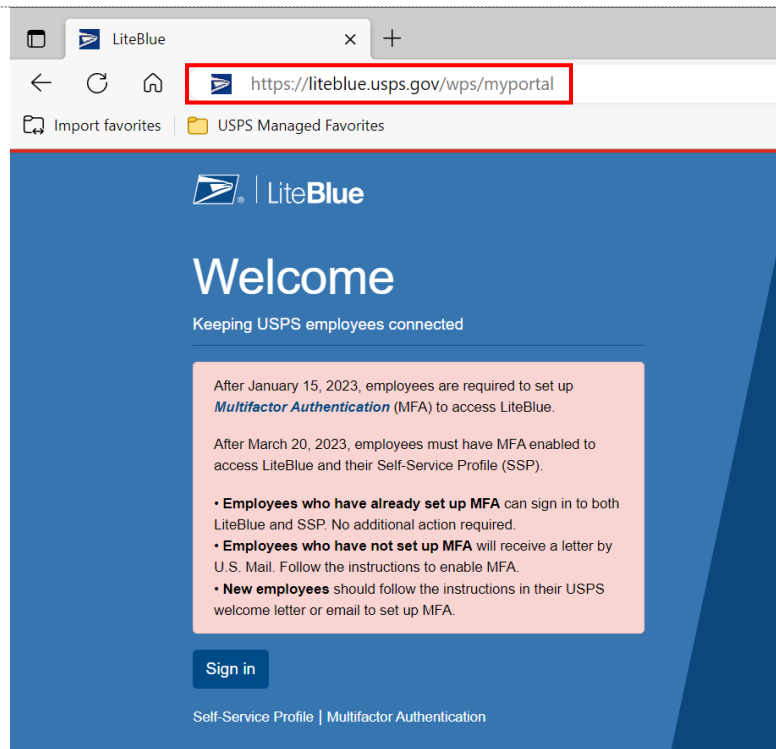 LiteBlue
https://liteblue.usps.gov/wps/myportal
Import favorites
USPS Managed Favorites
® LiteBlue
Welcome
Keeping USPS employees connected
After January 15, 2023, employees are required to set up
Multifactor Authentication (MFA) to access LiteBlue.
After March 20, 2023, employees must have MFA enabled to
access LiteBlue and their Self-Service Profile (SSP).
• Employees who have already set up MFA can sign in to both
LiteBlue and SSP. No additional action required.
• Employees who have not set up MFA will receive a letter by
U.S. Mail. Follow the instructions to enable MFA.
• New employees should follow the instructions in their USPS
welcome letter or email to set up MFA.
Sign in
Self-Service Profile | Multifactor Authentication